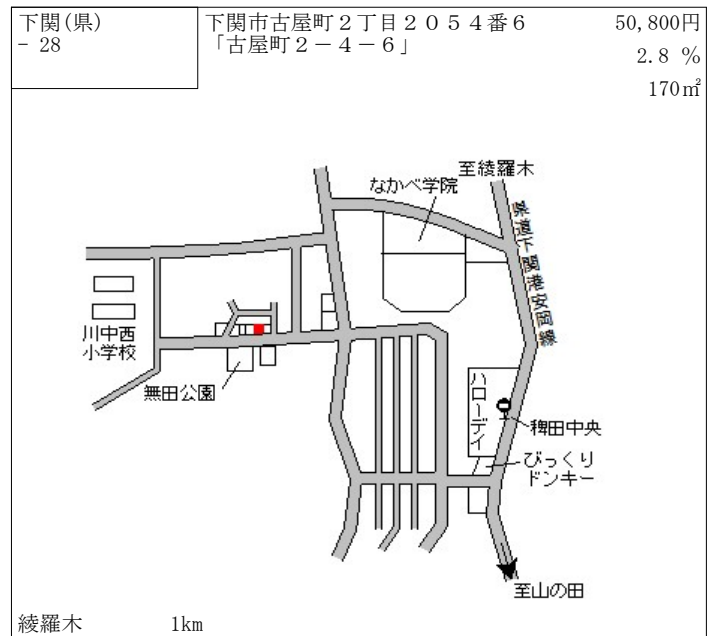 下関(県)
- 28
下関市古屋町２丁目２０５４番６
「古屋町２－４－６」
50,800円
2.8 %
170㎡
至綾羅木
なかべ学院
県道下関港安岡線
川中西
小学校
無田公園
ハローデイ
稗田中央
びっくり
ドンキー
至山の田
綾羅木 1km